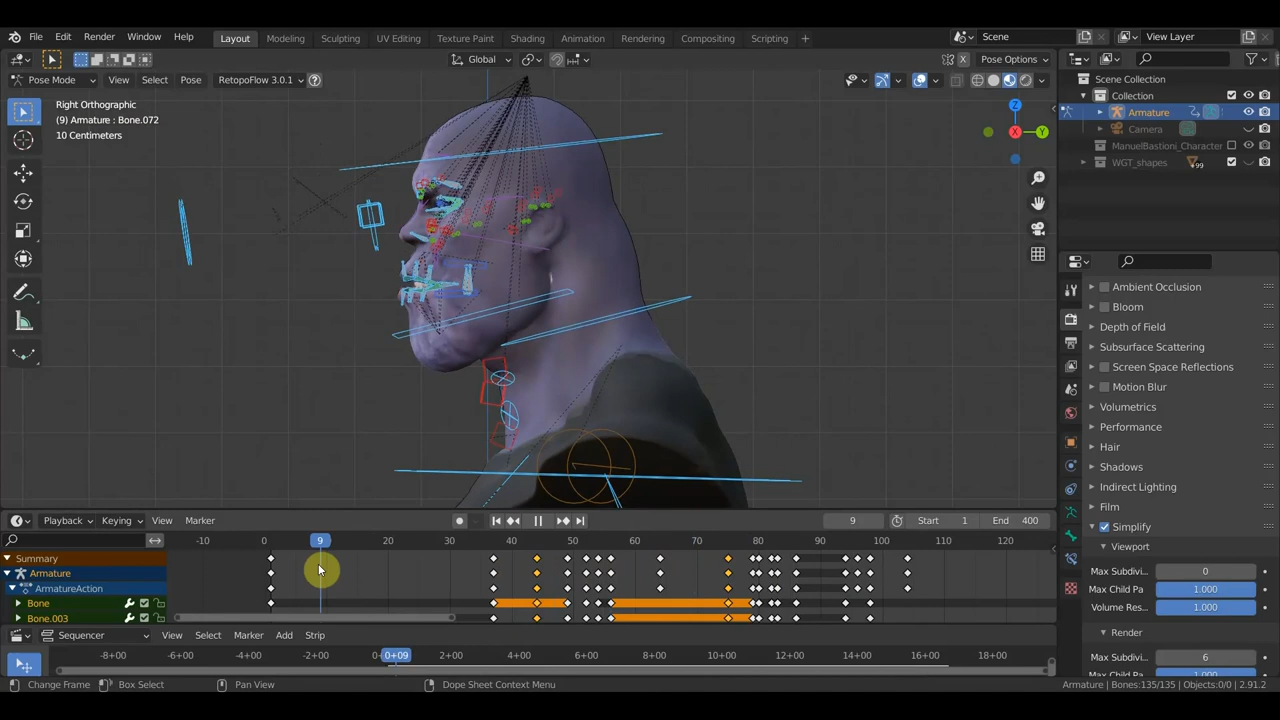 File Edit Render Window Help Layout Modeling Sculpting UV Editing Texture Paint Shading Animation Rendering Compositing Scripting + Scene View Layer
Global Pose Options
Pose Mode View Select Pose RetopoFlow 3.0.1
Right Orthographic
(9) Armature : Bone.072
10 Centimeters
Scene Collection
Collection
Armature
Camera
ManuelBastioni_Character
WGT_shapes 99
Ambient Occlusion
Bloom
Depth of Field
Subsurface Scattering
Screen Space Reflections
Motion Blur
Volumetrics
Performance
Hair
Shadows
Indirect Lighting
Film
Simplify
Viewport
Max Subdivi 0
Max Child Pa 1.000
Volume Res... 1.000
Render
Max Subdivi... 6
Max Child Pa 1.000
Playback Keying View Marker 9 Start 1 End 400
-10 0 9 20 30 40 50 60 70 80 90 100 110 120
Summary
Armature
ArmatureAction
Bone
Bone.003
Sequencer View Select Marker Add Strip
-8+00 -6+00 -4+00 -2+00 0+09 2+00 4+00 6+00 8+00 10+00 12+00 14+00 16+00 18+00
Change Frame Box Select Pan View Dope Sheet Context Menu Armature | Bones:135/135 | Objects:0/0 | 2.91.2